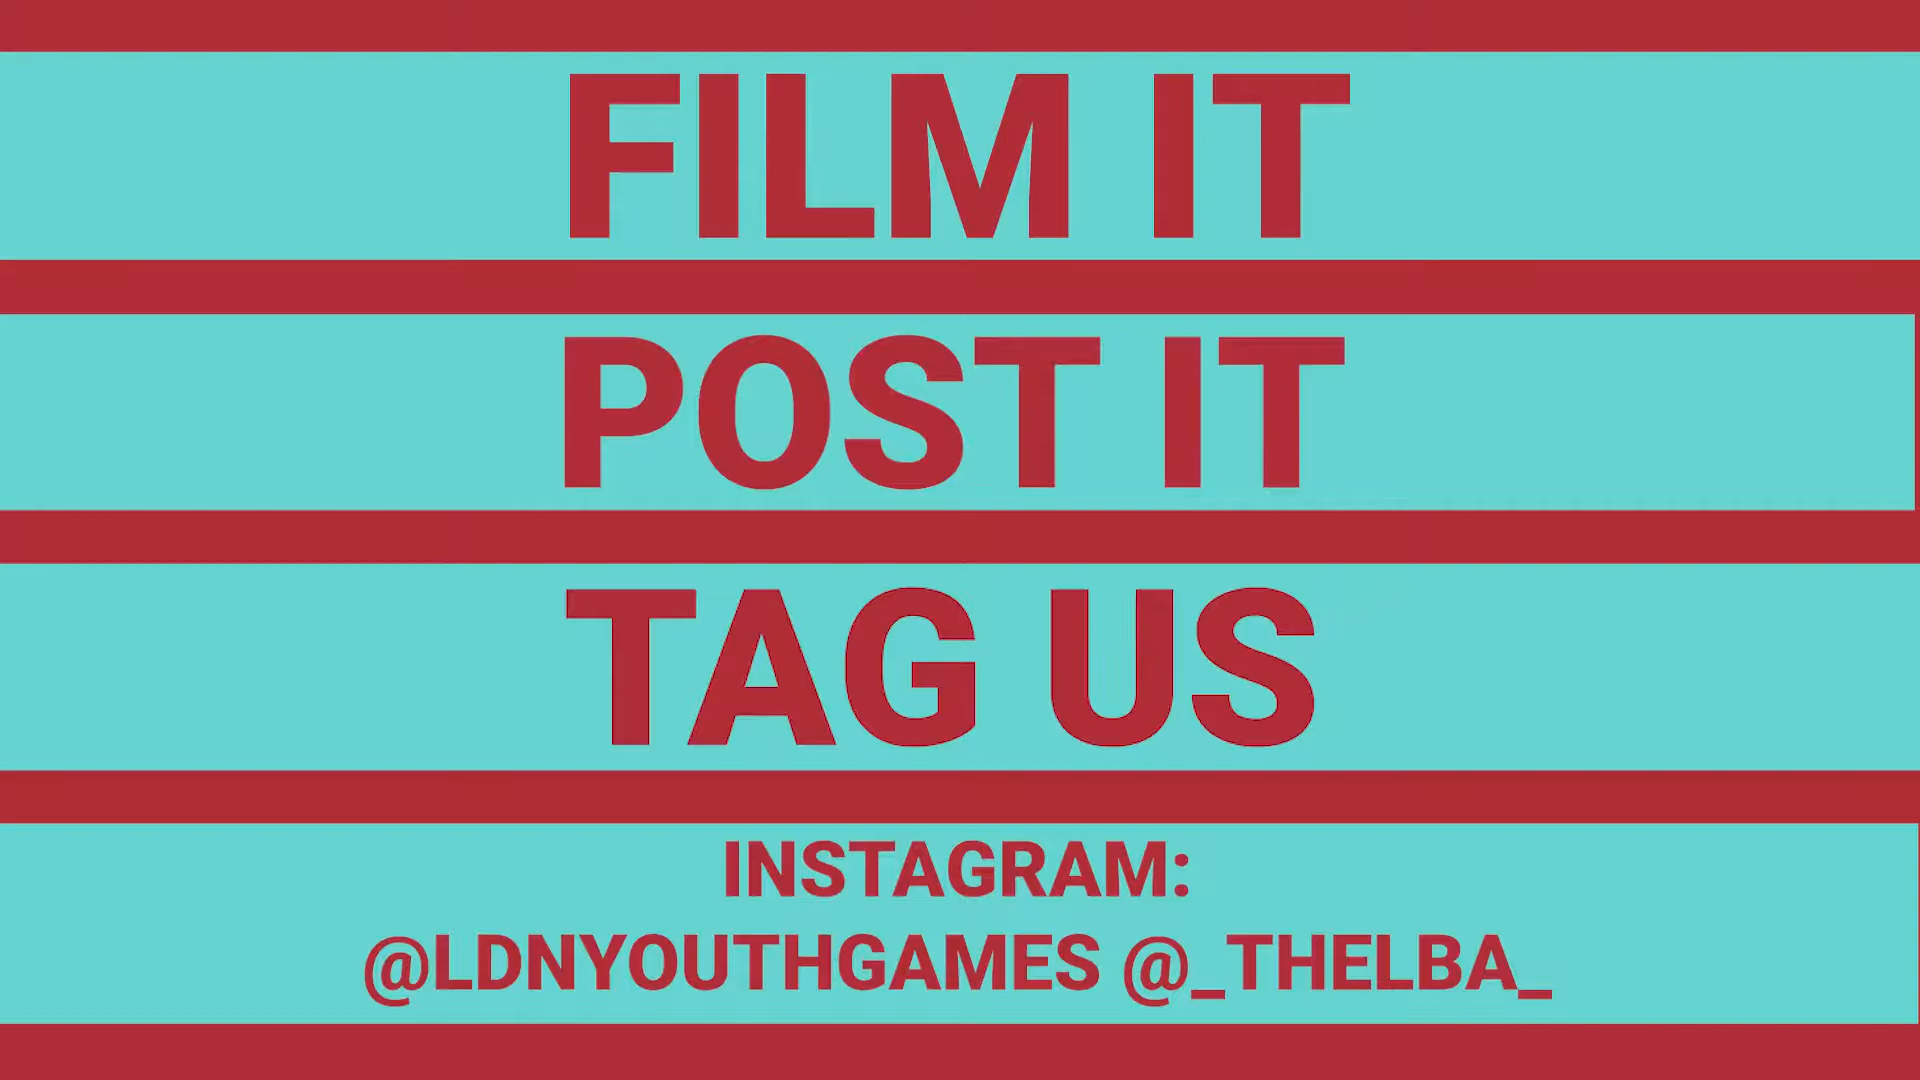 FILM IT
POST IT
TAG US
INSTAGRAM:
@LDNYOUTHGAMES @_THELBA_